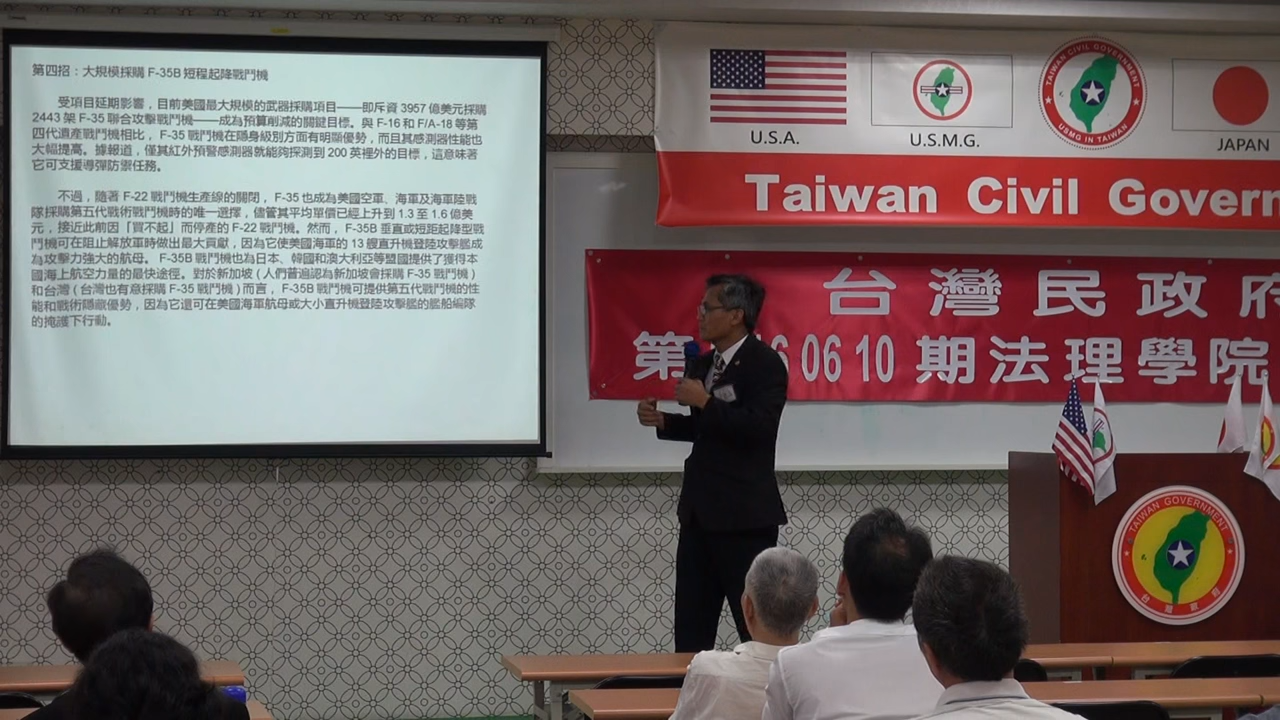 第四招：大規模採購 F-35B 短程起降戰鬥機
受項目延期影響，目前美國最大規模的武器採購項目——即斥資 3957 億美元採購
2443 架 F-35 聯合攻擊戰鬥機——成為預算削減的關鍵目標。與 F-16 和 F/A-18 等第
四代遺產戰鬥機相比， F-35 戰鬥機在隱身級別方面有明顯優勢，而且其感測器性能也
大幅提高。據報道，僅其紅外預警感測器就能夠探測到 200 英裡外的目標，這意味著
它可支援導彈防禦任務。
不過，隨著 F-22 戰鬥機生產線的關閉， F-35 也成為美國空軍、海軍及海軍陸戰
隊採購第五代戰術戰鬥機時的唯一選擇，儘管其平均單價已經上升到 1.3 至 1.6 億美
元，接近此前因「買不起」而停產的 F-22 戰鬥機。然而， F-35B 垂直或短距起降型戰
鬥機可在阻止解放軍時做出最大貢獻，因為它使美國海軍的 13 艘直升機登陸攻擊艦成
為攻擊力強大的航母。 F-35B 戰鬥機也為日本、韓國和澳大利亞等盟國提供了獲得本
國海上航空力量的最快途徑。對於新加坡（人們普遍認為新加坡會採購 F-35 戰鬥機）
和台灣（台灣也有意採購 F-35 戰鬥機）而言， F-35B 戰鬥機可提供第五代戰鬥機的性
能和戰術隱蔽優勢，因為它還可在美國海軍航母或大小直升機登陸攻擊艦的艦船編隊
的掩護下行動。
U.S.A.
U.S.M.G.
TAIWAN CIVIL GOVERNMENT
USMG IN TAIWAN
JAPAN
Taiwan Civil Govern
台灣民政府
第 6 06 10 期法理學院
TAIWAN GOVERNMENT
台灣政府